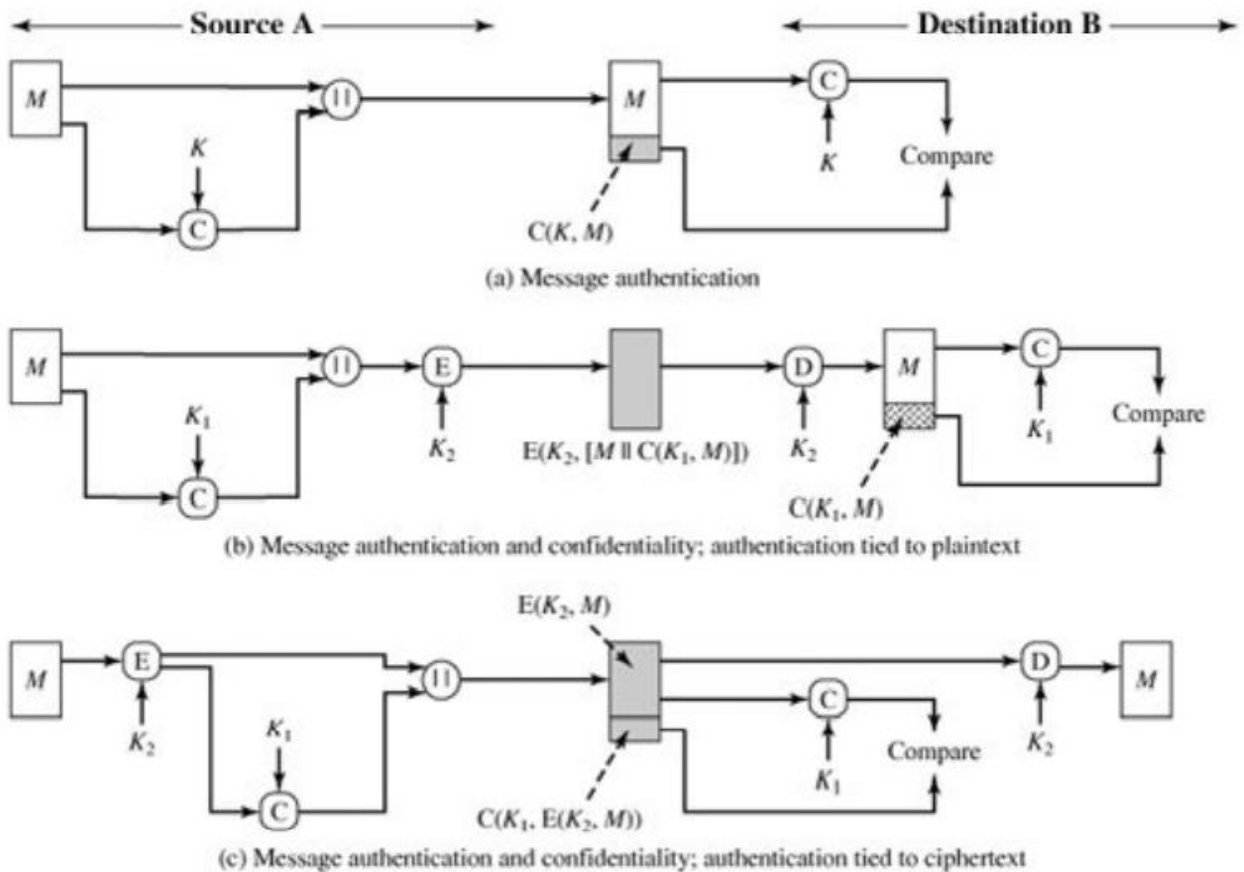 Source A
Destination B
M
||
M
C
K
K
Compare
C
C(K, M)
(a) Message authentication
M
||
E
D
M
C
K1
K2
E(K2, [M || C(K1, M)])
K2
K1
Compare
C
C(K1, M)
(b) Message authentication and confidentiality; authentication tied to plaintext
E(K2, M)
M
E
||
D
M
C
K2
K1
K1
Compare
K2
C
C(K1, E(K2, M))
(c) Message authentication and confidentiality; authentication tied to ciphertext